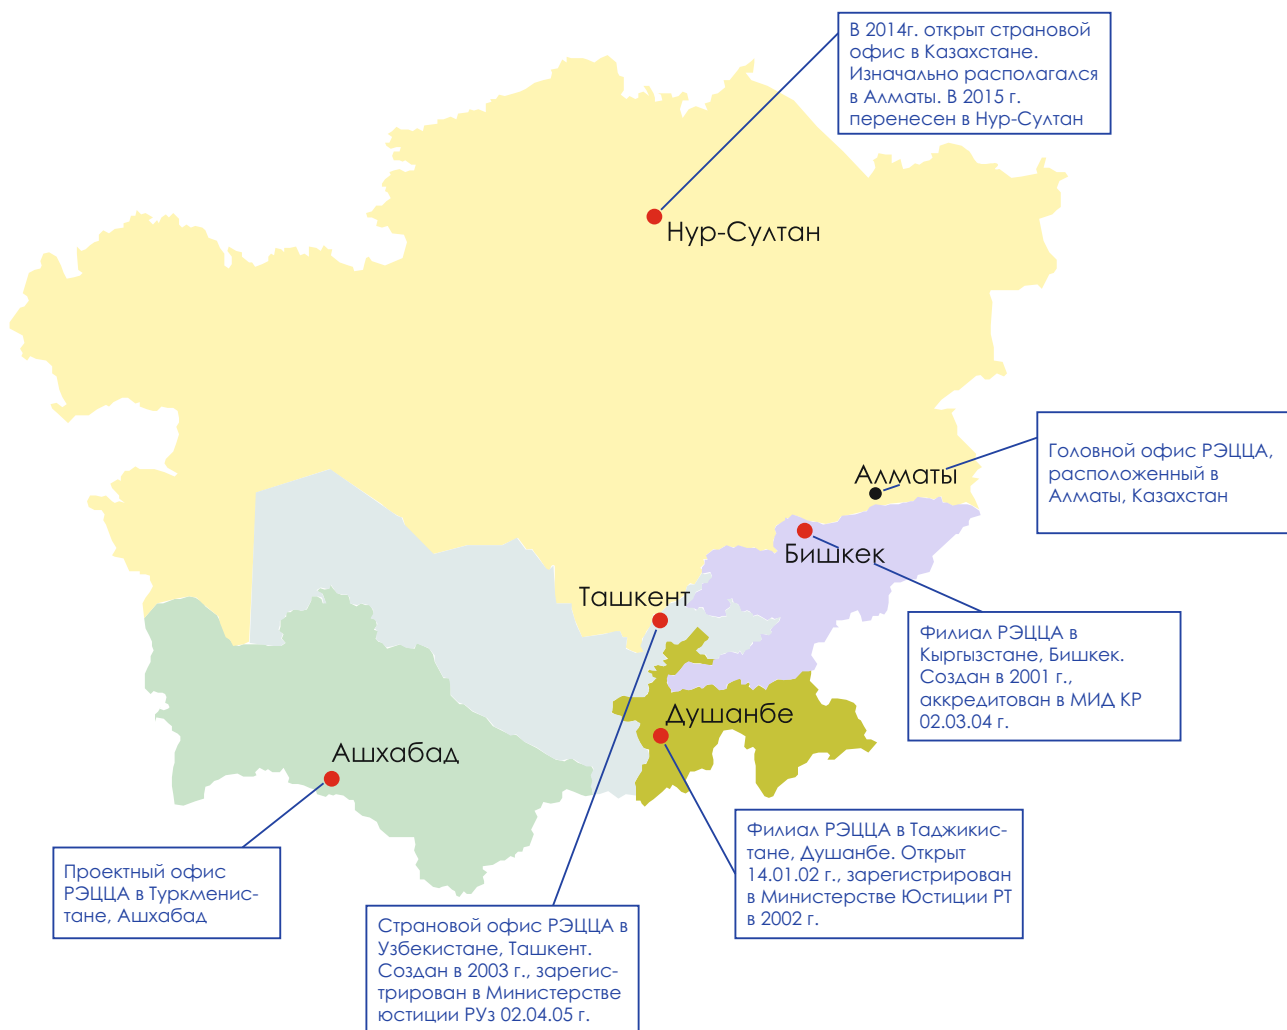 В 2014г. открыт страновой
офис в Казахстане.
Изначально располагался
в Алматы. В 2015 г.
перенесен в Нур-Султан
Нур-Султан
Алматы
Головной офис РЭЦЦА,
расположенный в
Алматы, Казахстан
Бишкек
Ташкент
Филиал РЭЦЦА в
Кыргызстане, Бишкек.
Создан в 2001 г.,
аккредитован в МИД КР
02.03.04 г.
Душанбе
Ашхабад
Филиал РЭЦЦА в Таджикис-
тане, Душанбе. Открыт
14.01.02 г., зарегистрирован
в Министерстве Юстиции РТ
в 2002 г.
Проектный офис
РЭЦЦА в Туркменис-
тане, Ашхабад
Страновой офис РЭЦЦА в
Узбекистане, Ташкент.
Создан в 2003 г., зарегис-
трирован в Министерстве
юстиции РУз 02.04.05 г.